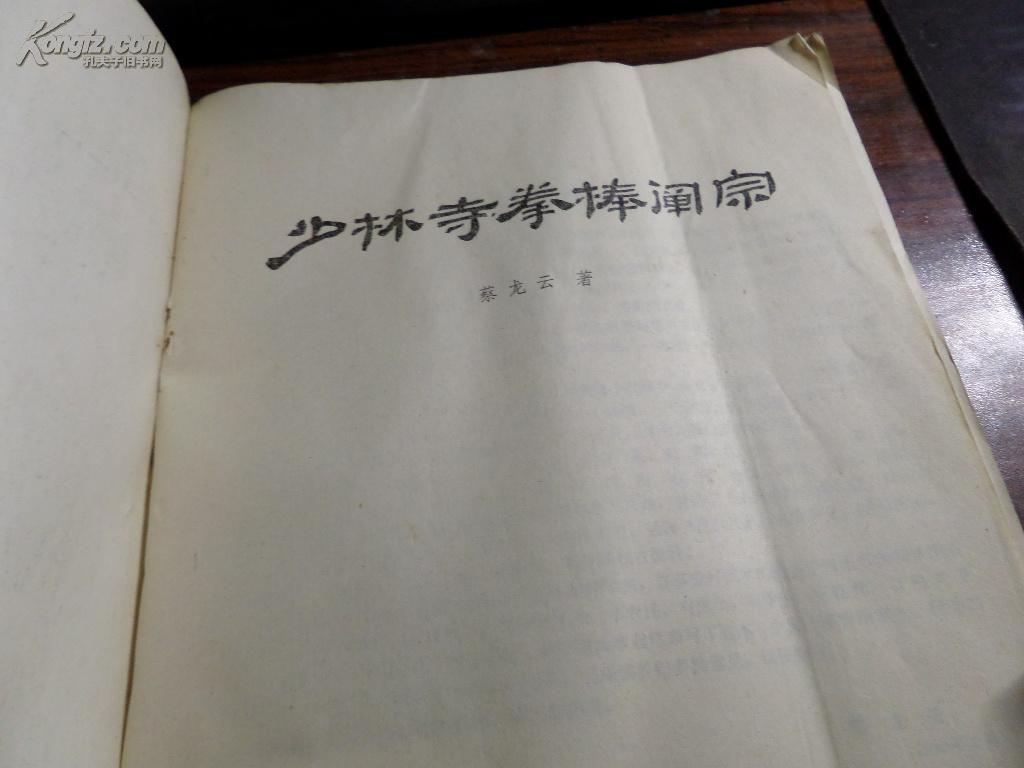 Kongfz.com
孔夫子旧书网
少林寺拳棒阐宗
蔡龙云 著